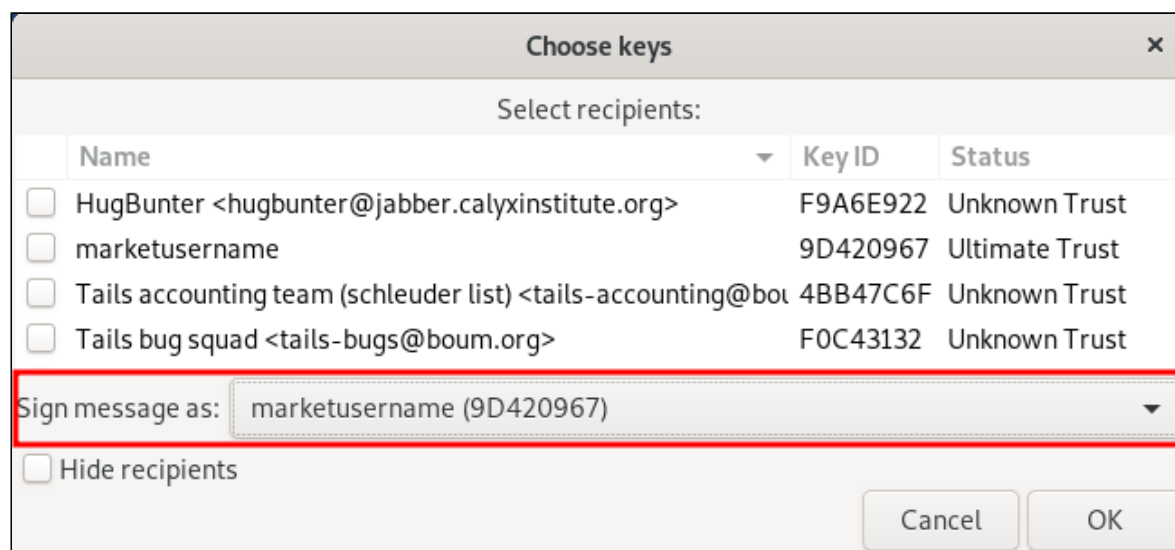 Choose keys ×
Select recipients:
Name Key ID Status
HugBunter <hugbunter@jabber.calyxinstitute.org> F9A6E922 Unknown Trust
marketusername 9D420967 Ultimate Trust
Tails accounting team (schleuder list) <tails-accounting@bou 4BB47C6F Unknown Trust
Tails bug squad <tails-bugs@boum.org> F0C43132 Unknown Trust
Sign message as: marketusername (9D420967)
Hide recipients
Cancel OK